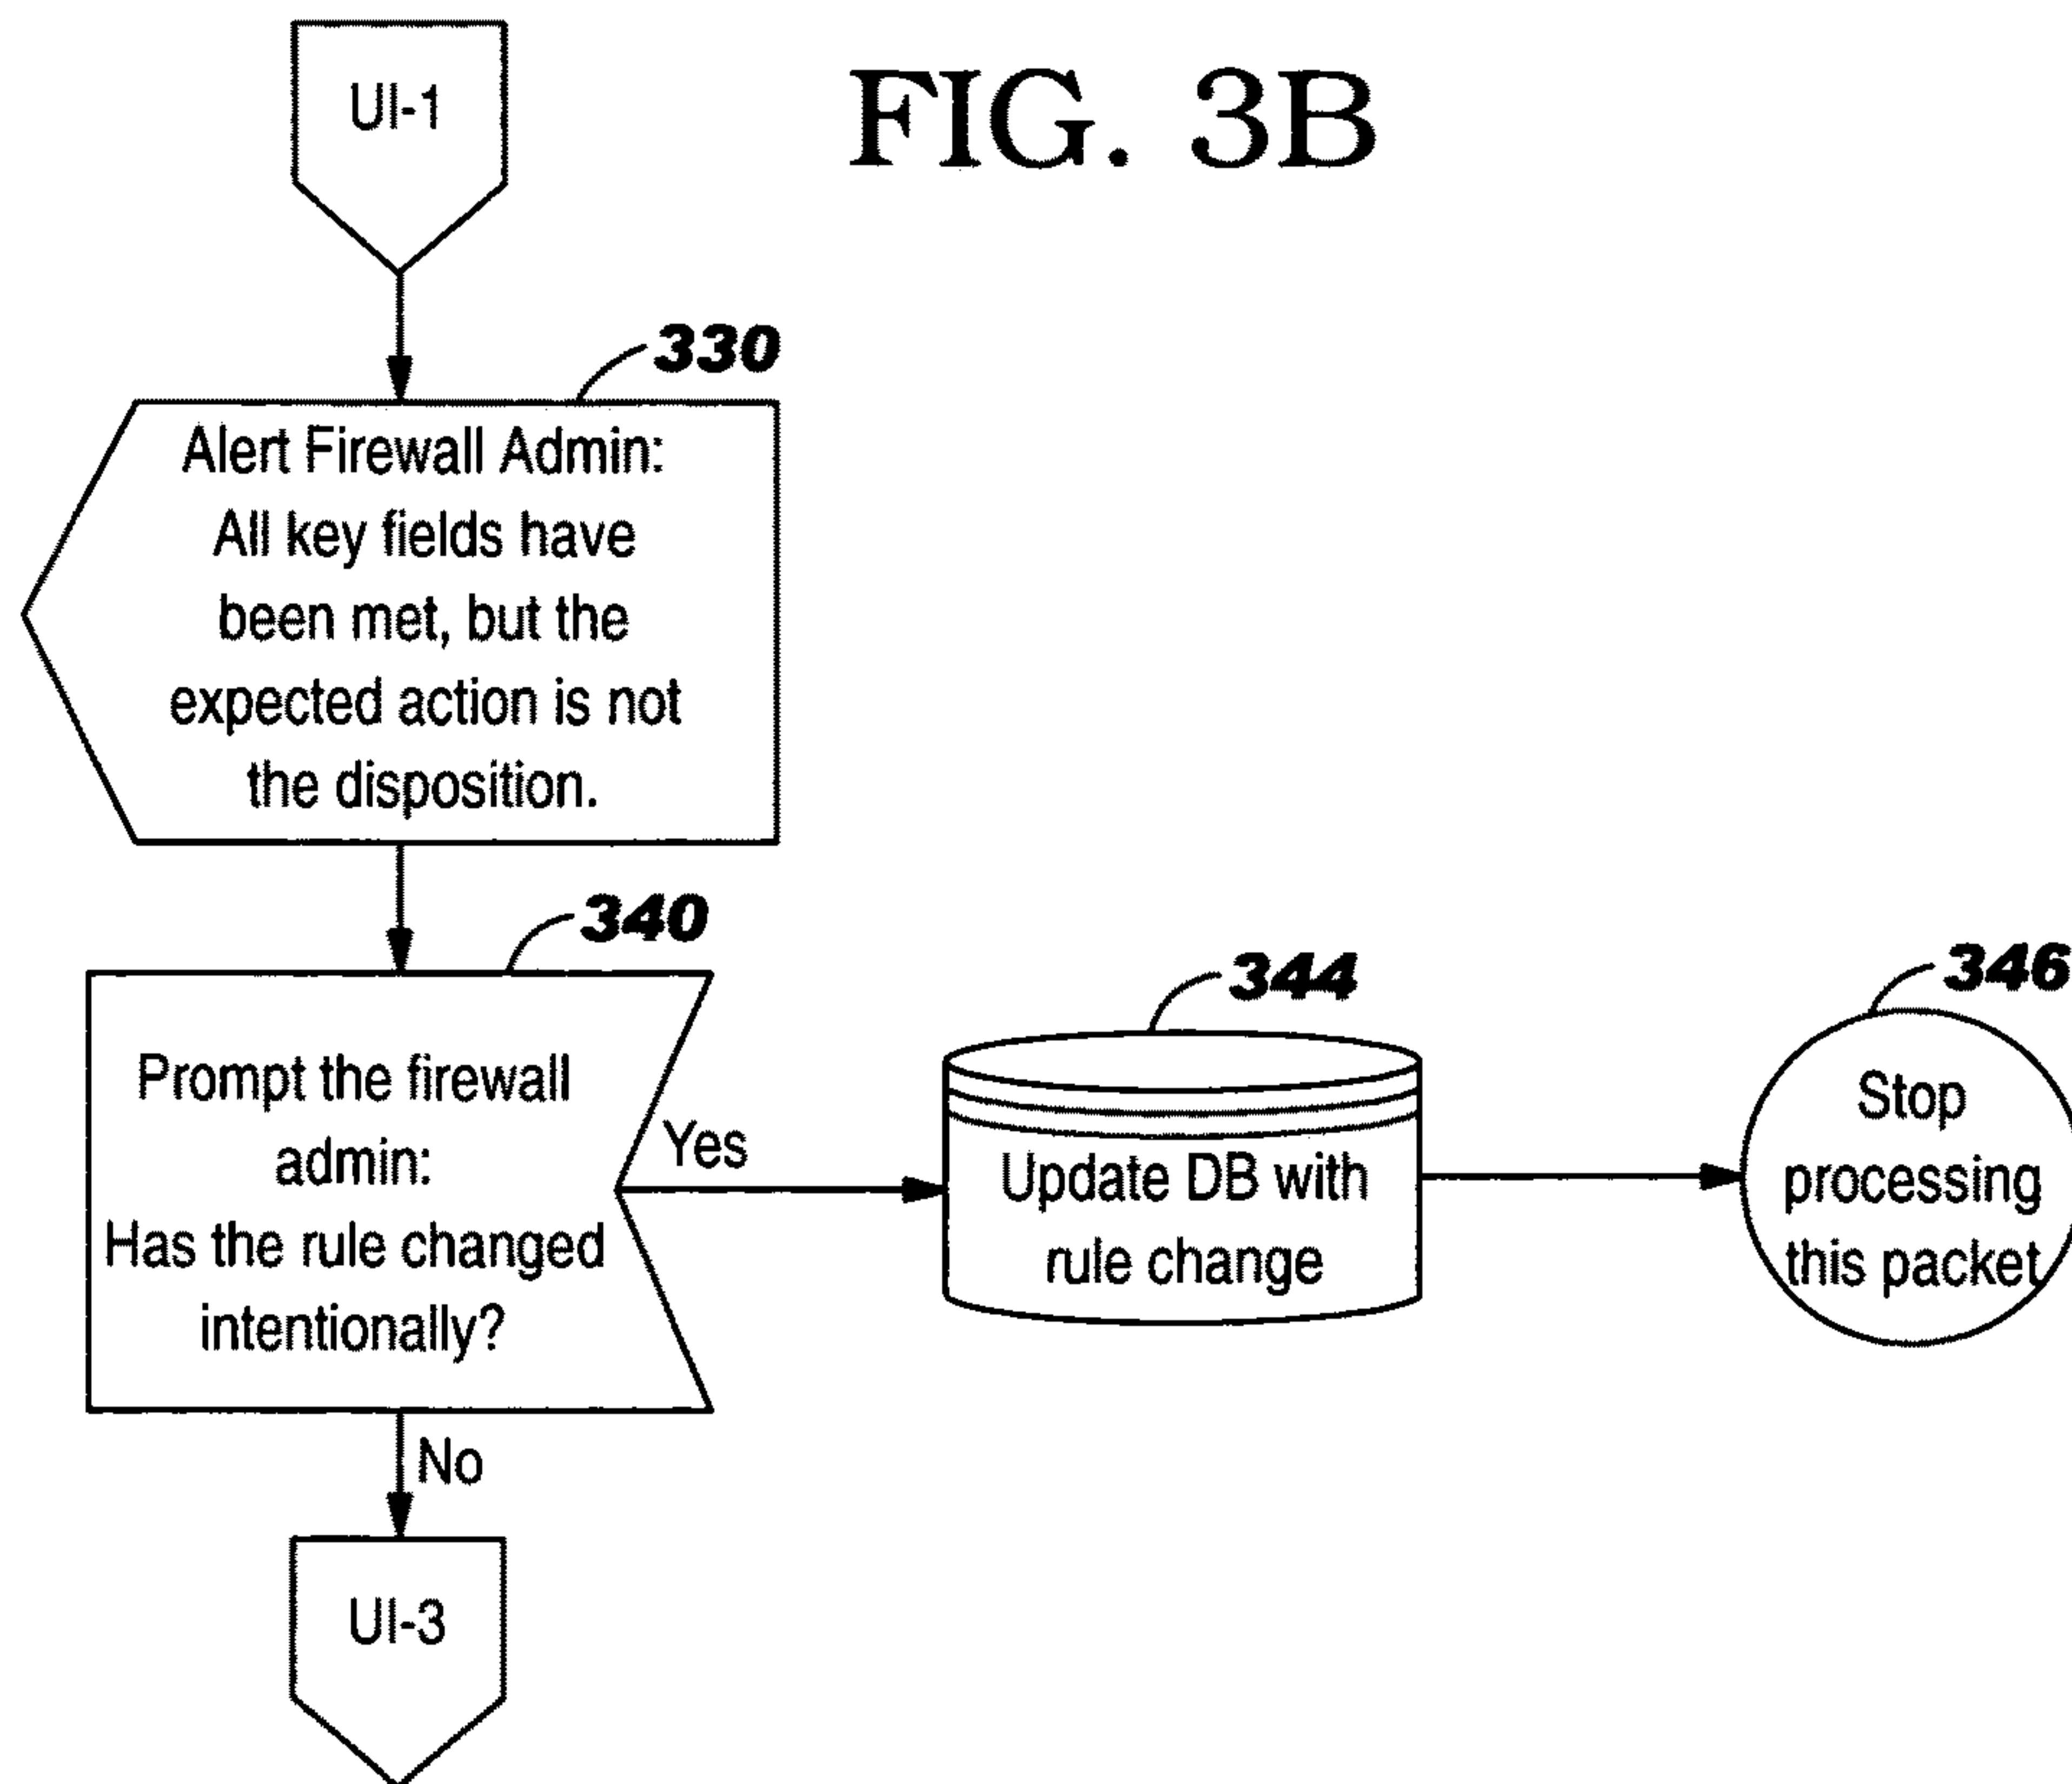 FIG. 3B
UI-1
330
Alert Firewall Admin:
All key fields have
been met, but the
expected action is not
the disposition.
340
Prompt the firewall
admin:
Has the rule changed
intentionally?
Yes
344
Update DB with
rule change
346
Stop
processing
this packet
No
UI-3